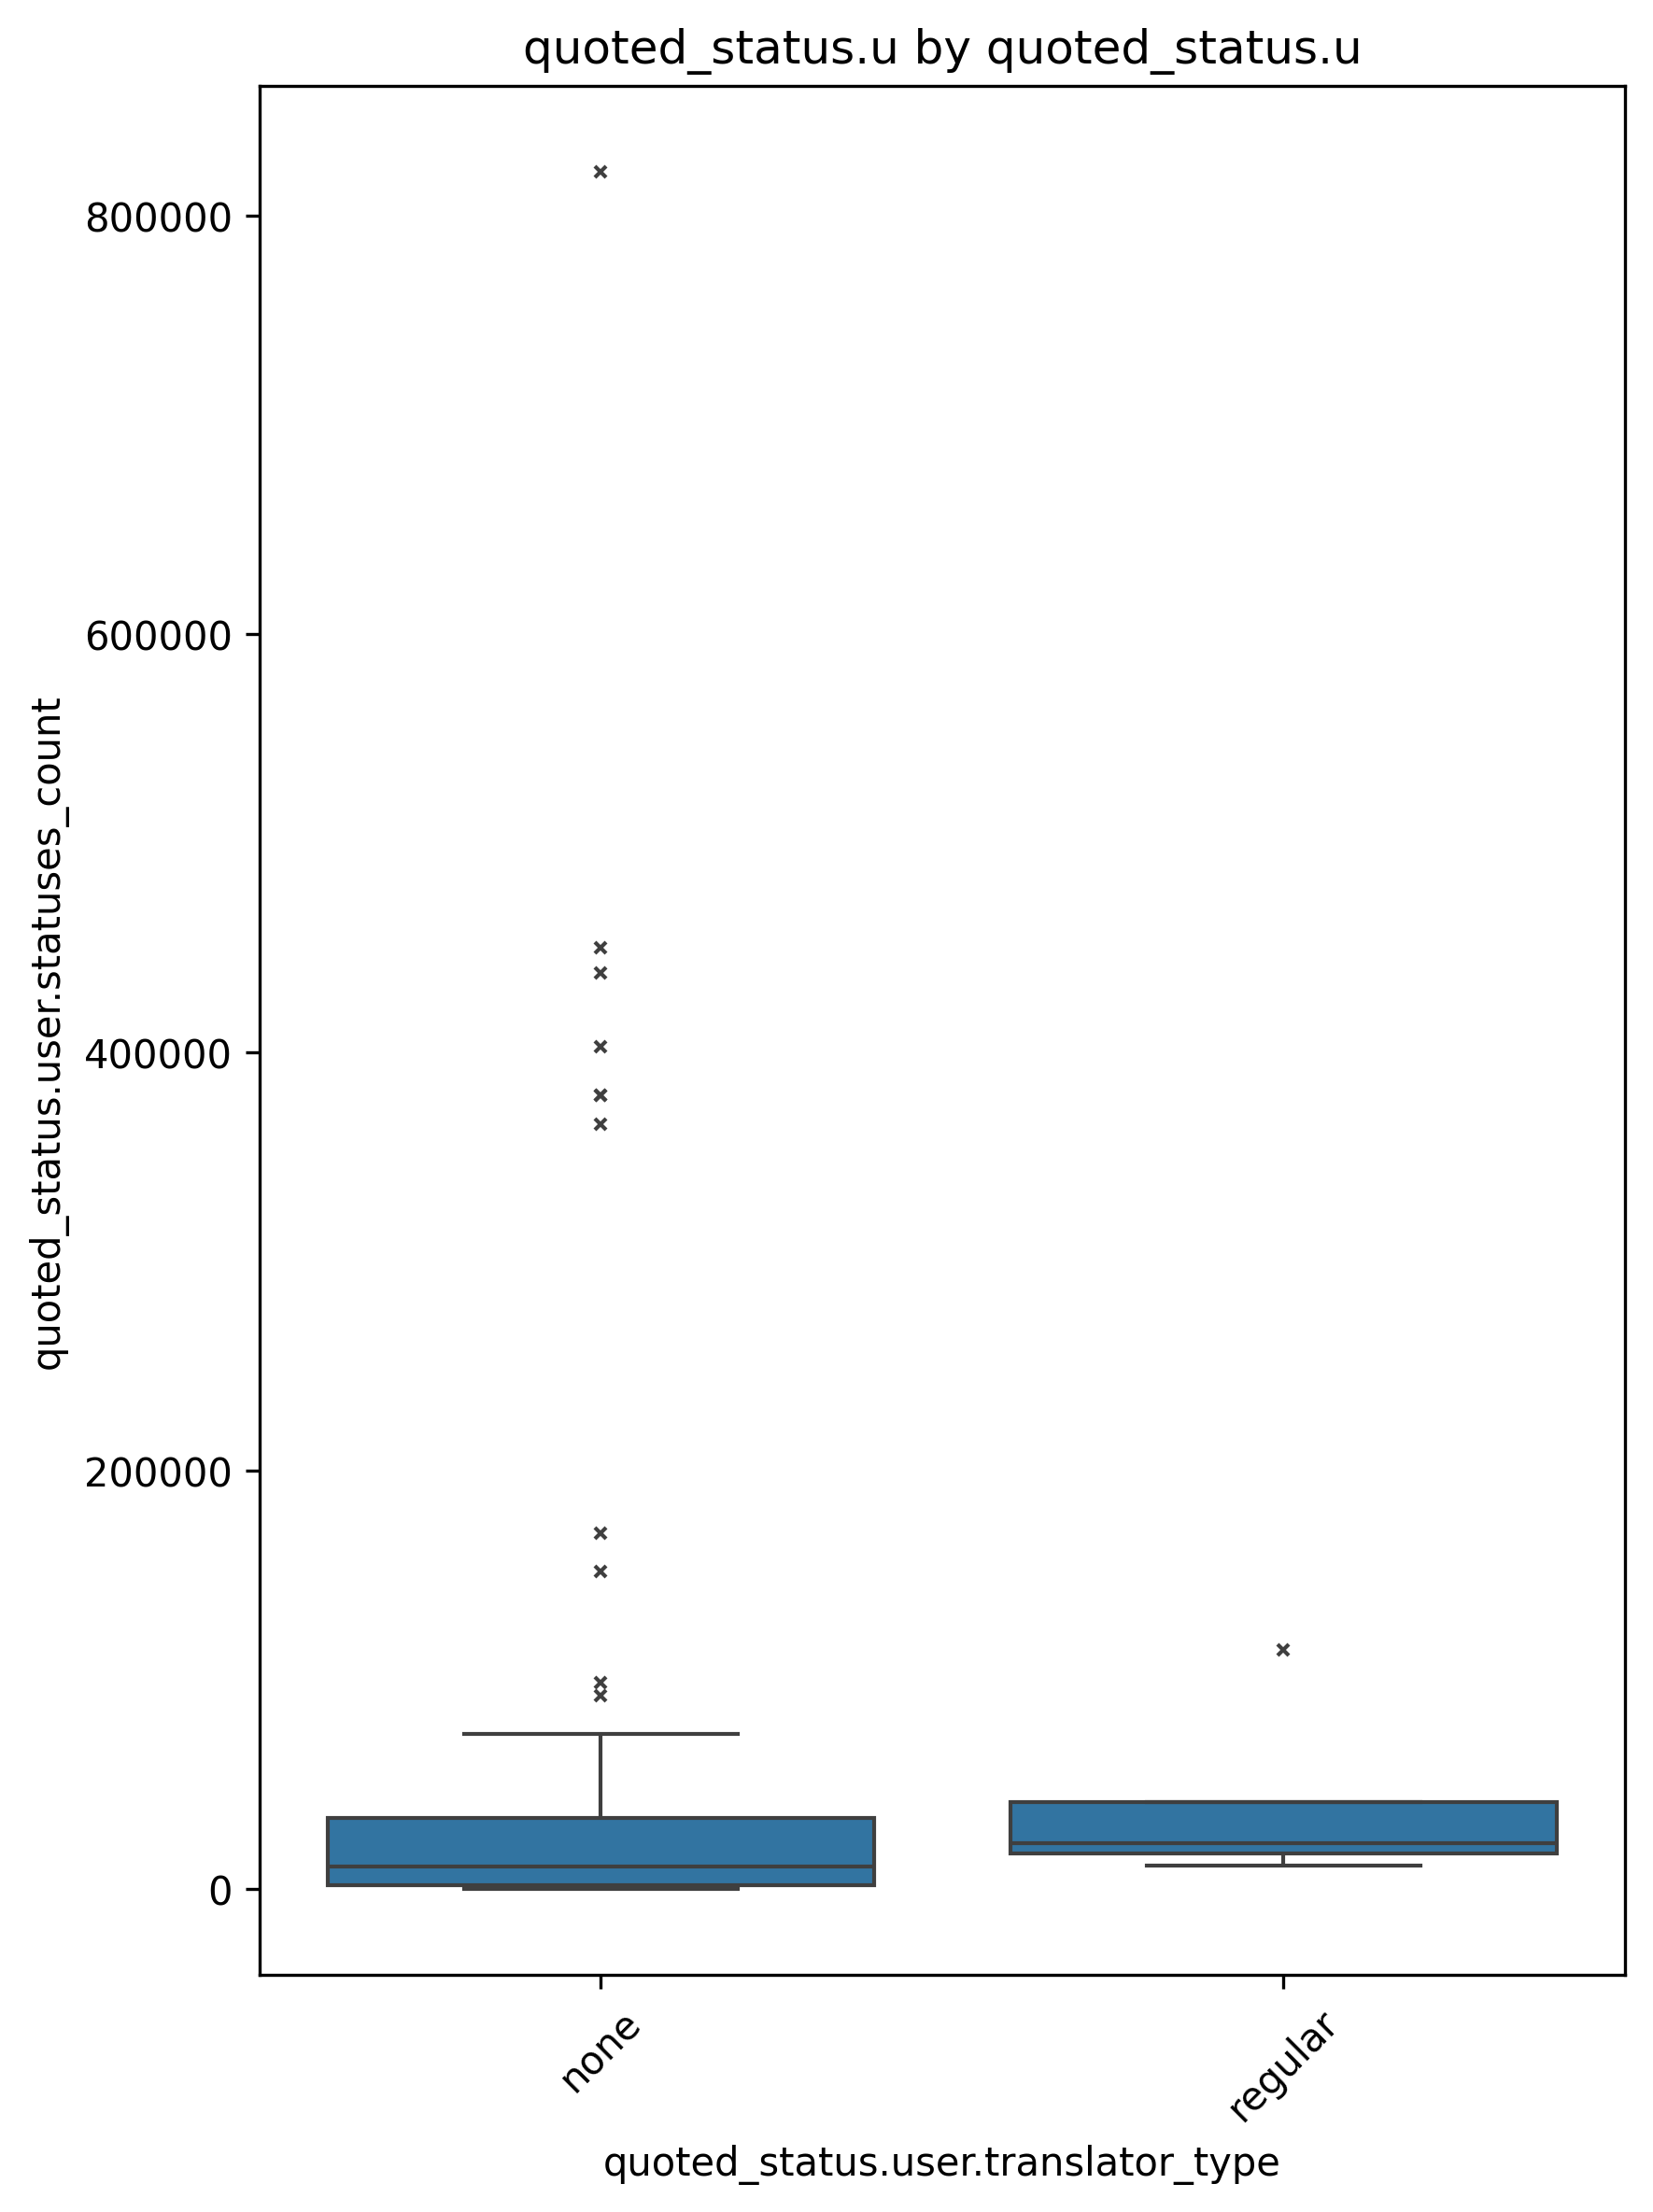 quoted_status.u by quoted_status.u
quoted_status.user.statuses_count
800000
600000
400000
200000
0
none
regular
quoted_status.user.translator_type